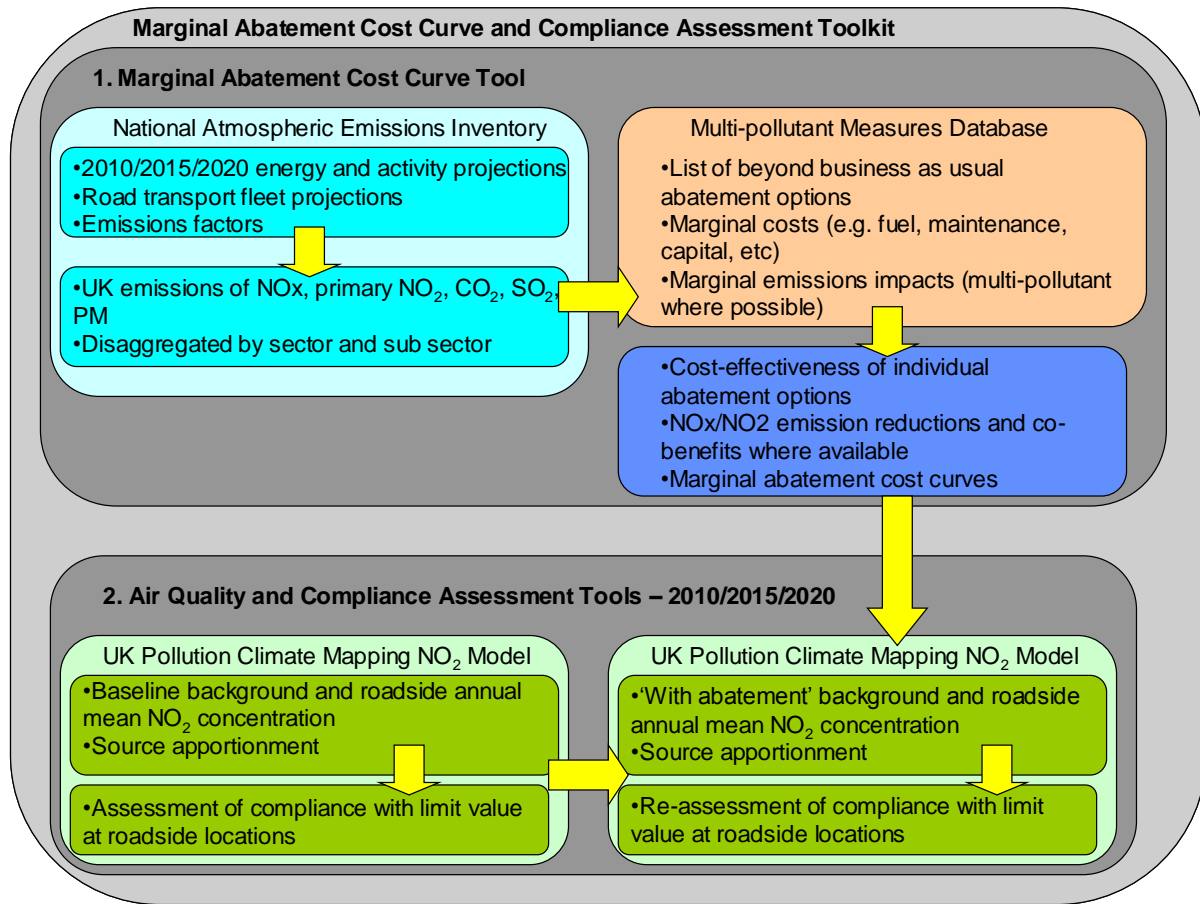 Marginal Abatement Cost Curve and Compliance Assessment Toolkit
1. Marginal Abatement Cost Curve Tool
National Atmospheric Emissions Inventory
•2010/2015/2020 energy and activity projections
•Road transport fleet projections
•Emissions factors
•UK emissions of NOx, primary NO₂, CO₂, SO₂,
PM
•Disaggregated by sector and sub sector
Multi-pollutant Measures Database
•List of beyond business as usual
abatement options
•Marginal costs (e.g. fuel, maintenance,
capital, etc)
•Marginal emissions impacts (multi-pollutant
where possible)
•Cost-effectiveness of individual
abatement options
•NOx/NO2 emission reductions and co-
benefits where available
•Marginal abatement cost curves
2. Air Quality and Compliance Assessment Tools – 2010/2015/2020
UK Pollution Climate Mapping NO₂ Model
•Baseline background and roadside annual
mean NO₂ concentration
•Source apportionment
•Assessment of compliance with limit value
at roadside locations
UK Pollution Climate Mapping NO₂ Model
•‘With abatement’ background and roadside
annual mean NO₂ concentration
•Source apportionment
•Re-assessment of compliance with limit
value at roadside locations